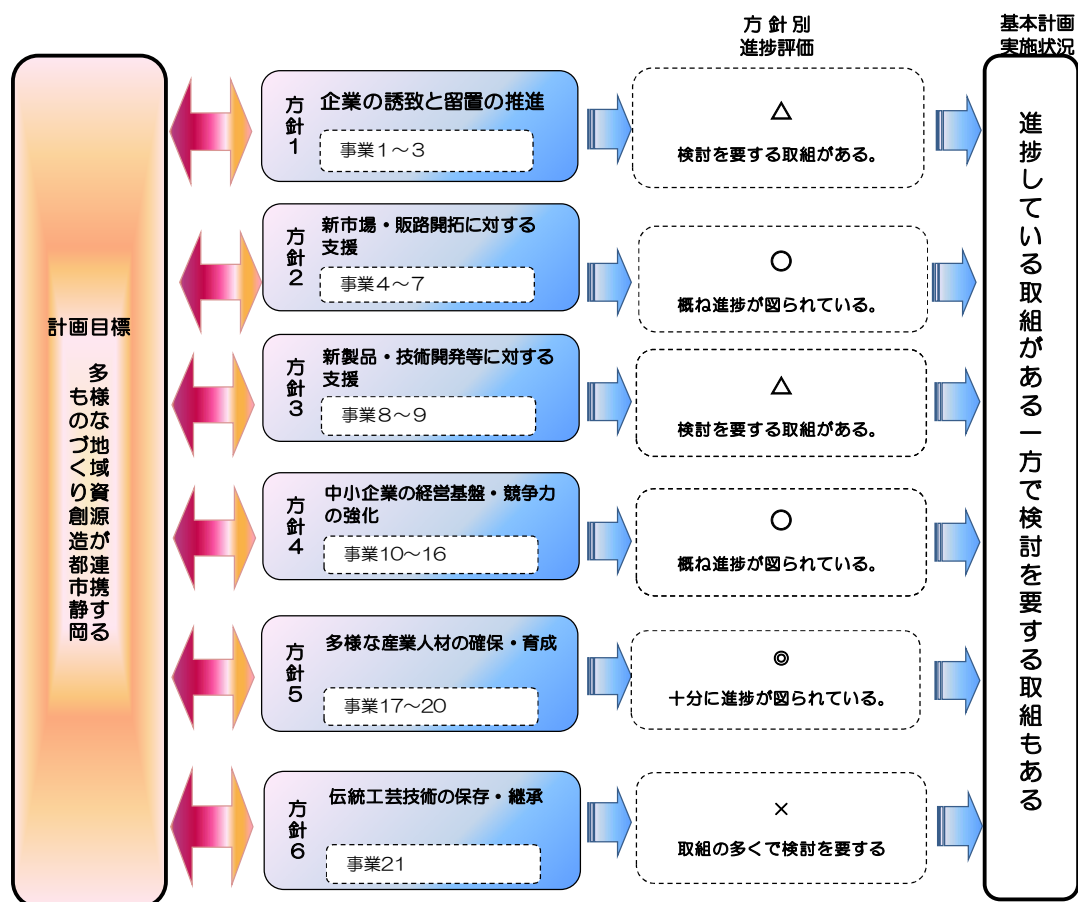 方針別
進捗評価
基本計画
実施状況
計画目標
多様な地域資源が連携する
ものづくり創造都市静岡
方針1
企業の誘致と留置の推進
事業1～3
△
検討を要する取組がある。
方針2
新市場・販路開拓に対する
支援
事業4～7
○
概ね進捗が図られている。
方針3
新製品・技術開発等に対する
支援
事業8～9
△
検討を要する取組がある。
方針4
中小企業の経営基盤・競争力
の強化
事業10～16
○
概ね進捗が図られている。
方針5
多様な産業人材の確保・育成
事業17～20
◎
十分に進捗が図られている。
方針6
伝統工芸技術の保存・継承
事業21
×
取組の多くで検討を要する
進捗している取組がある一方で検討を要する取組もある